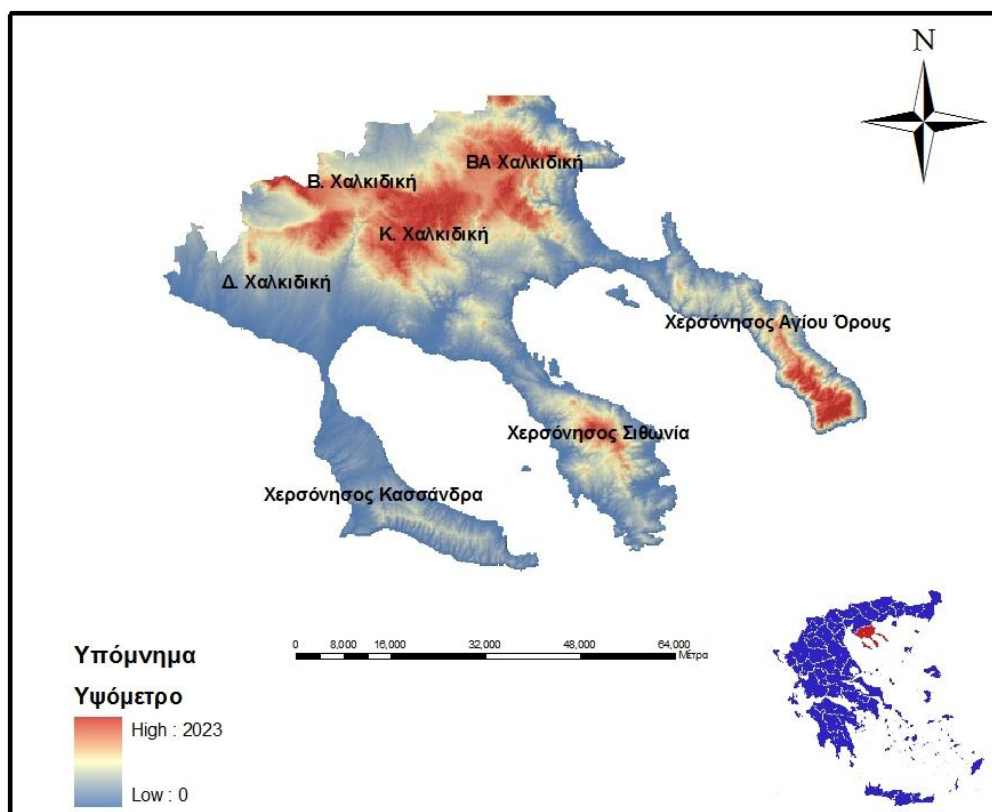 N
ΒΑ Χαλκιδική
Β. Χαλκιδική
Κ. Χαλκιδική
Δ. Χαλκιδική
Χερσόνησος Αγίου Όρους
Χερσόνησος Σιθωνία
Χερσόνησος Κασσάνδρα
0 8,000 16,000 32,000 48,000 64,000
Μέτρα
Υπόμνημα
Υψόμετρο
High : 2023
Low : 0